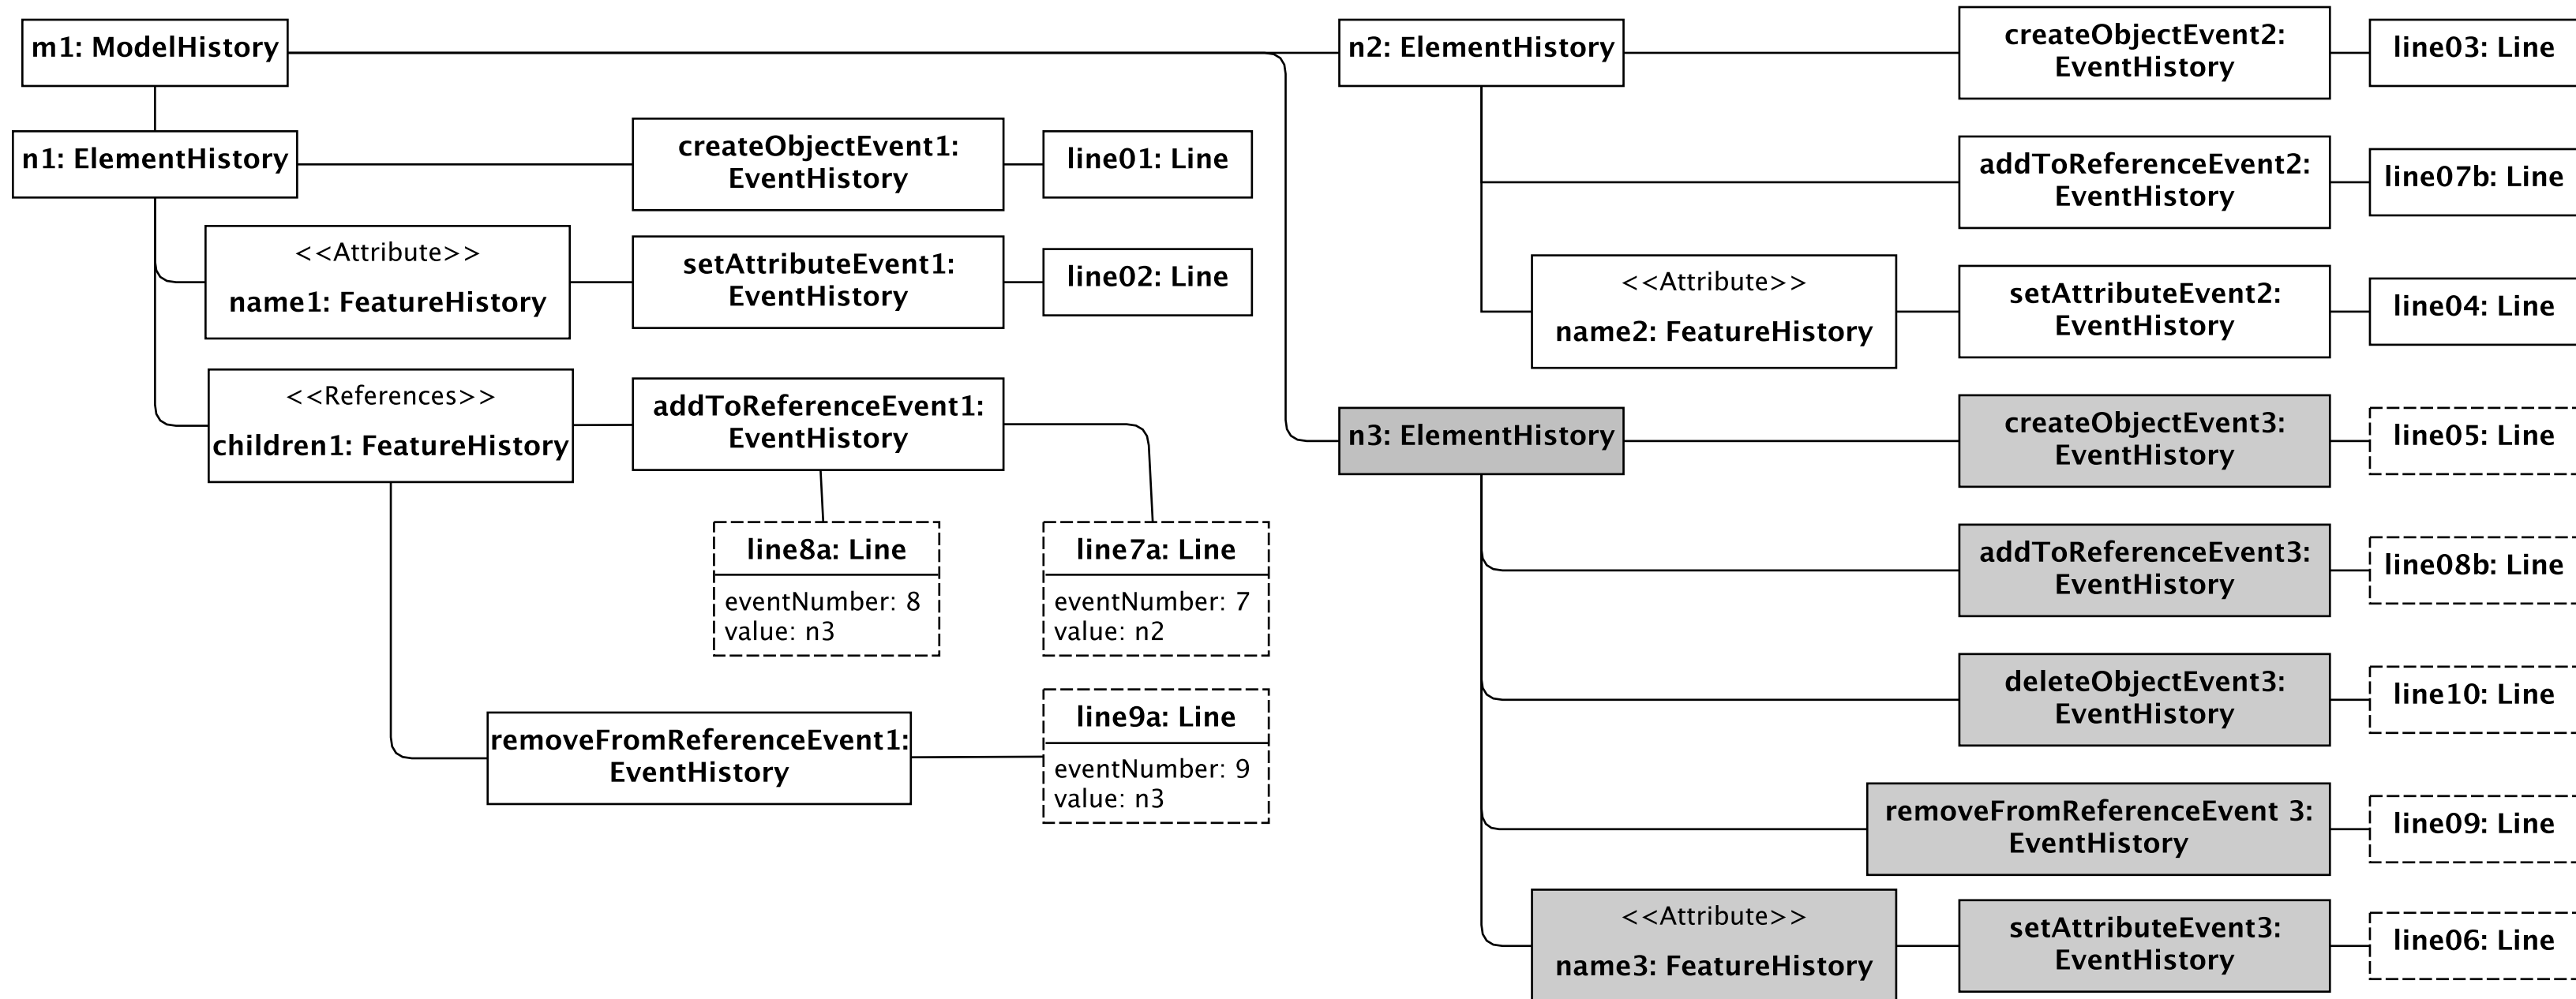 m1: ModelHistory
n1: ElementHistory
createObjectEvent1:
EventHistory
line01: Line
<<Attribute>>
name1: FeatureHistory
setAttributeEvent1:
EventHistory
line02: Line
<<References>>
children1: FeatureHistory
addToReferenceEvent1:
EventHistory
line8a: Line
eventNumber: 8
value: n3
line7a: Line
eventNumber: 7
value: n2
removeFromReferenceEvent1:
EventHistory
line9a: Line
eventNumber: 9
value: n3
n2: ElementHistory
createObjectEvent2:
EventHistory
line03: Line
addToReferenceEvent2:
EventHistory
line07b: Line
<<Attribute>>
name2: FeatureHistory
setAttributeEvent2:
EventHistory
line04: Line
n3: ElementHistory
createObjectEvent3:
EventHistory
line05: Line
addToReferenceEvent3:
EventHistory
line08b: Line
deleteObjectEvent3:
EventHistory
line10: Line
removeFromReferenceEvent 3:
EventHistory
line09: Line
<<Attribute>>
name3: FeatureHistory
setAttributeEvent3:
EventHistory
line06: Line